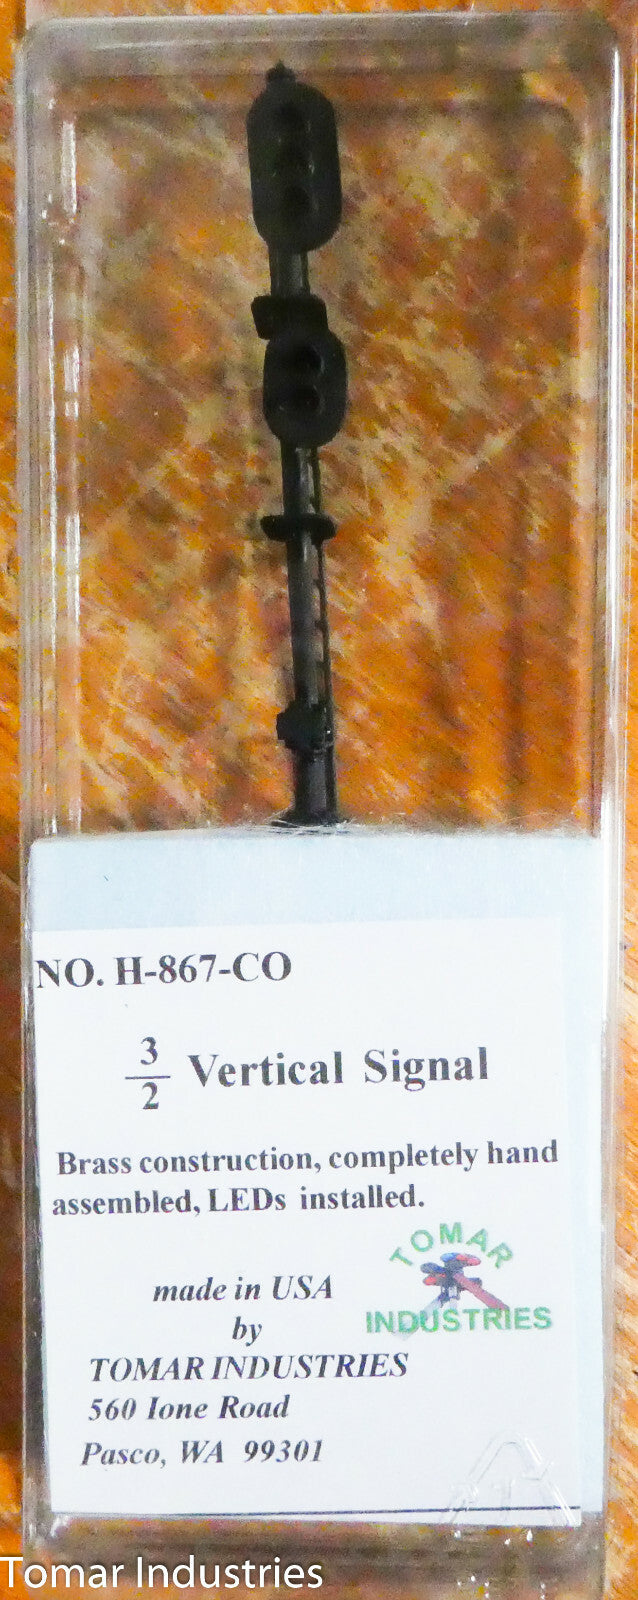 NO. H-867-CO
3/2 Vertical Signal
Brass construction, completely hand
assembled, LEDs installed.
TOMAR
INDUSTRIES
made in USA
by
TOMAR INDUSTRIES
560 Ione Road
Pasco, WA 99301
Tomar Industries